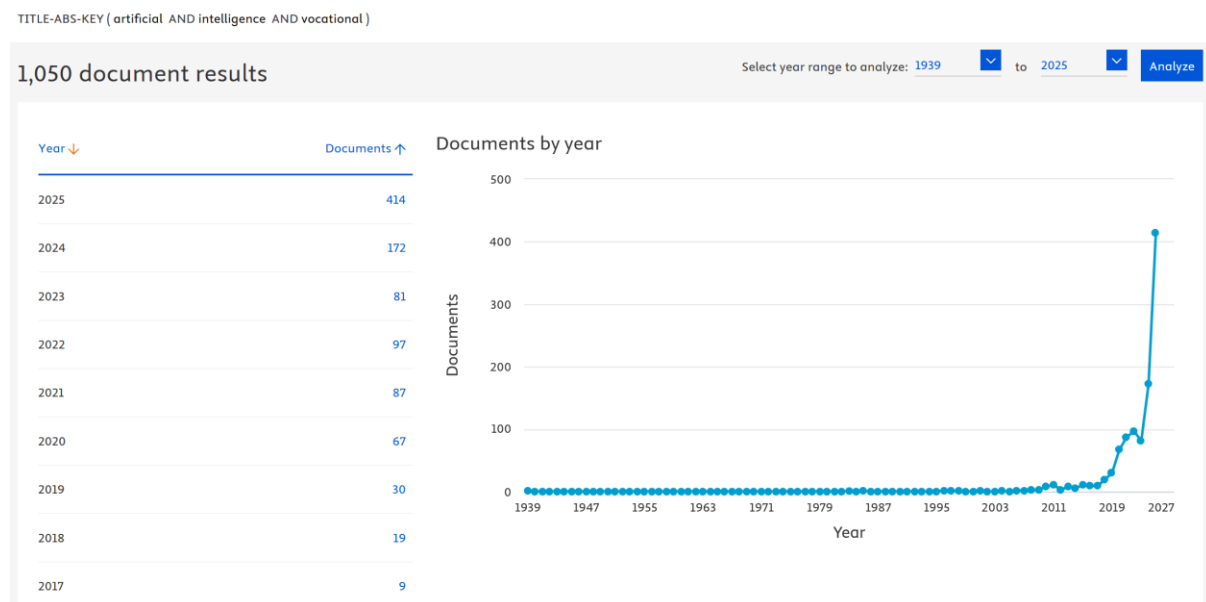 TITLE-ABS-KEY ( artificial AND intelligence AND vocational )
1,050 document results
Select year range to analyze: 1939 to 2025 Analyze
Year Documents
2025 414
2024 172
2023 81
2022 97
2021 87
2020 67
2019 30
2018 19
2017 9
Documents by year
500
400
300
200
100
0
Documents
1939 1947 1955 1963 1971 1979 1987 1995 2003 2011 2019 2027
Year